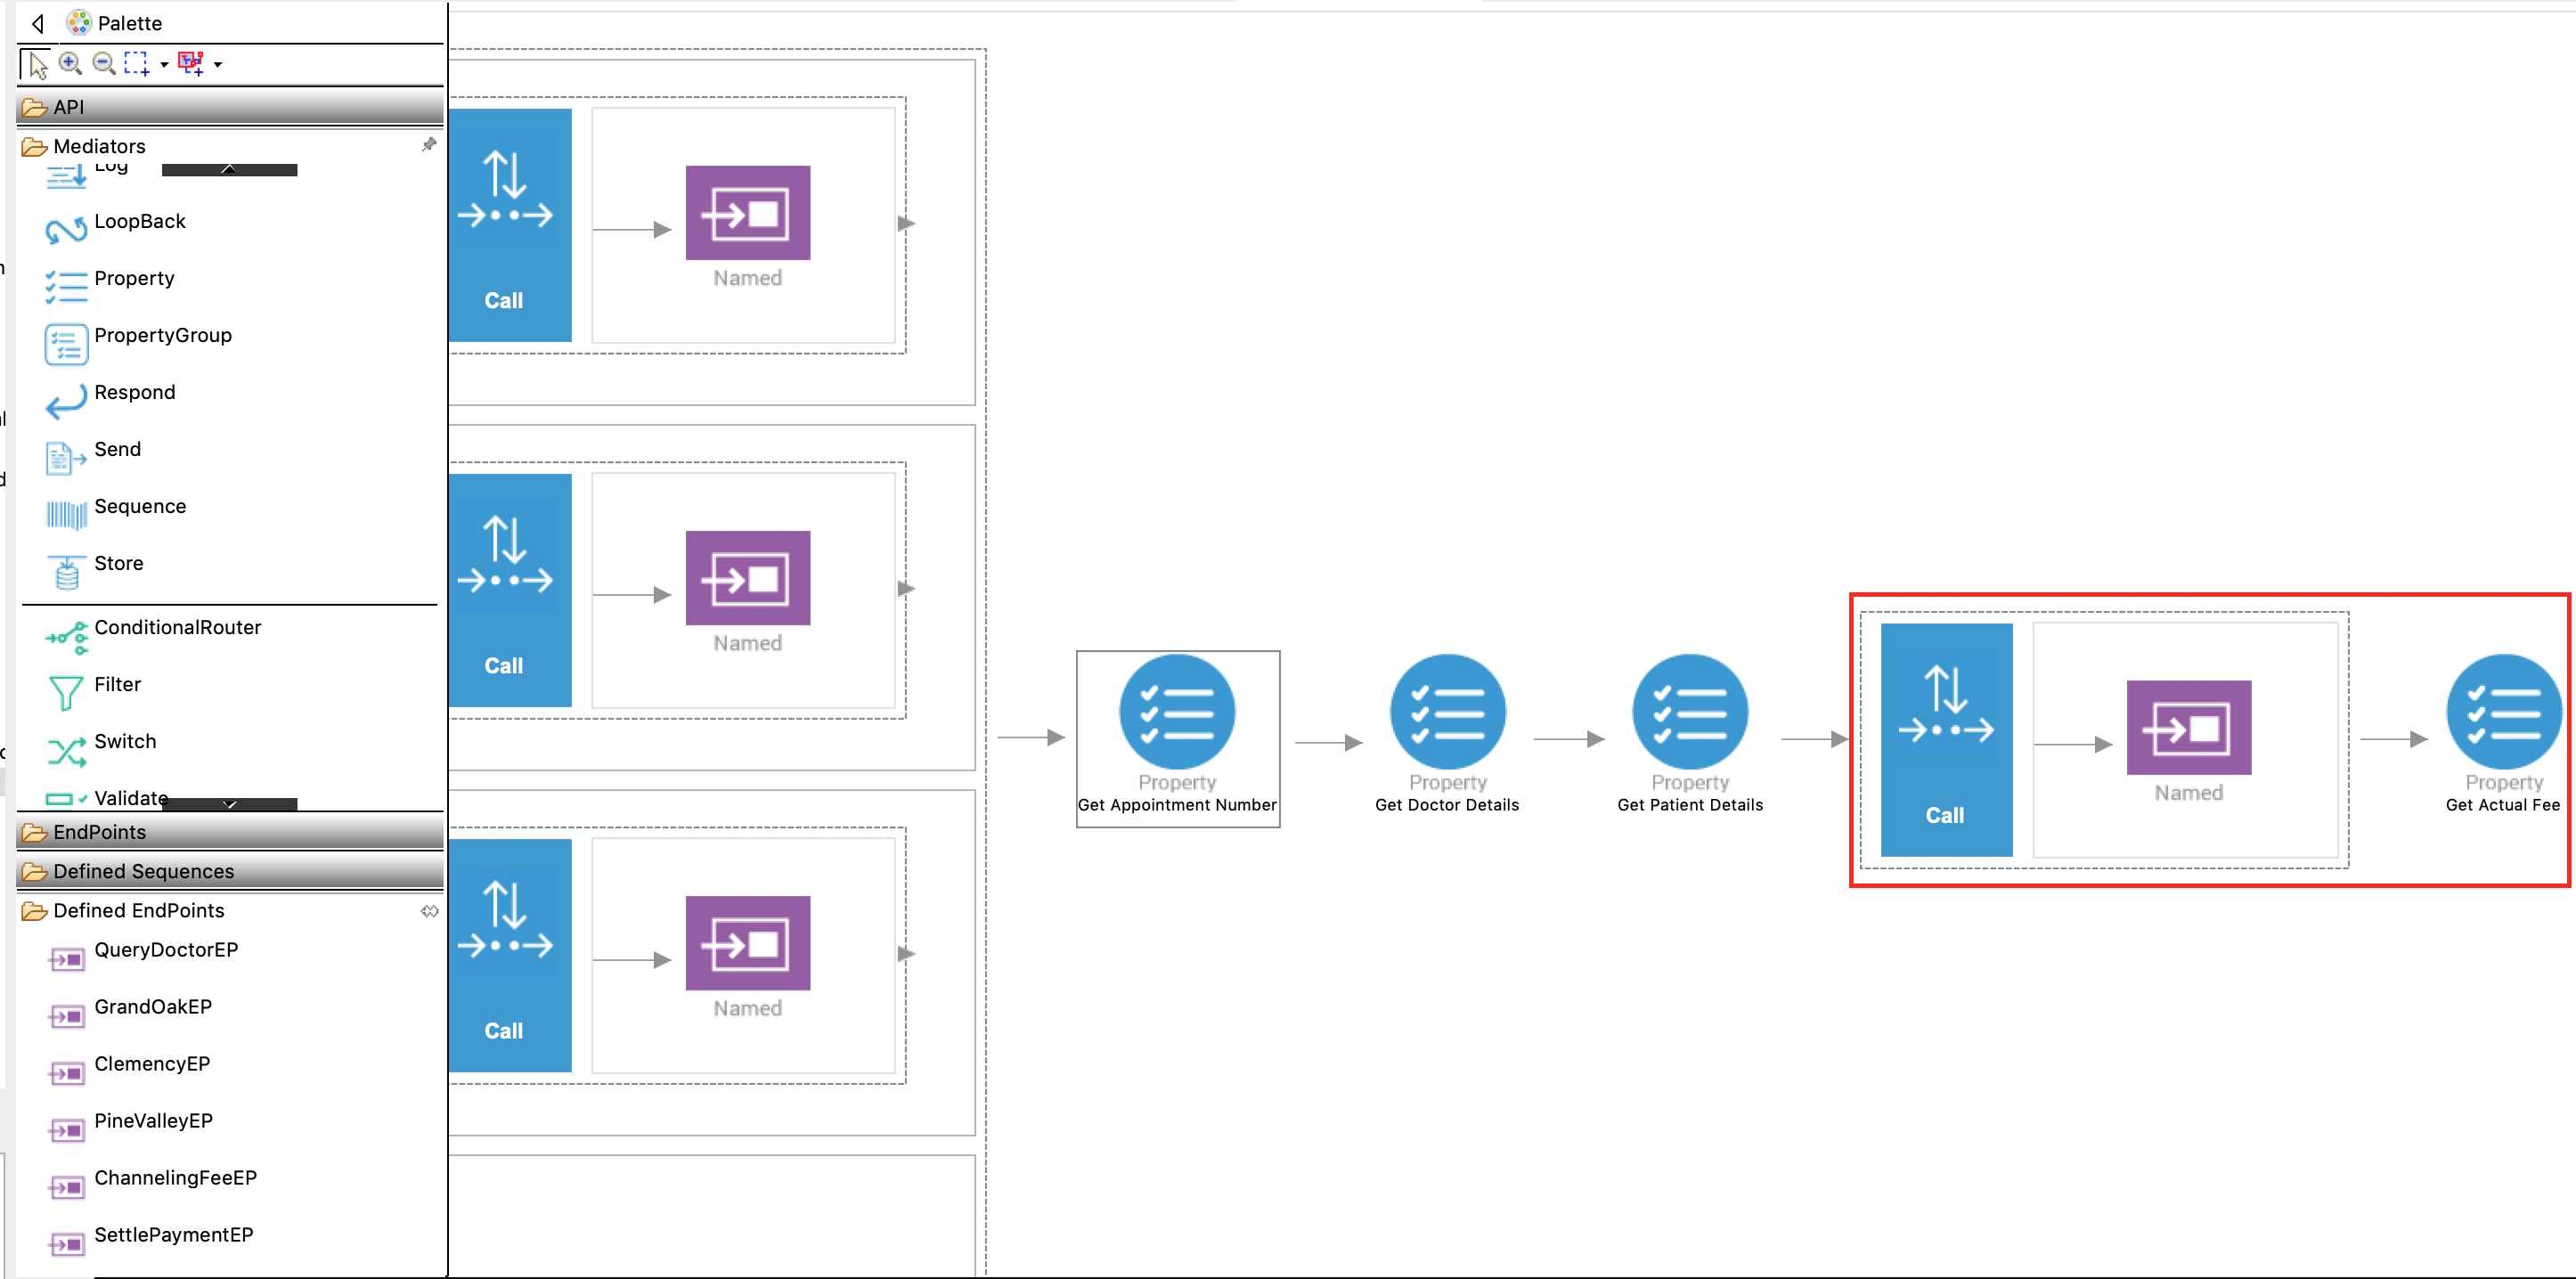 Palette
API
Mediators
Log
LoopBack
Property
PropertyGroup
Respond
Send
Sequence
Store
ConditionalRouter
Filter
Switch
Validate
EndPoints
Defined Sequences
Defined EndPoints
QueryDoctorEP
GrandOakEP
ClemencyEP
PineValleyEP
ChannelingFeeEP
SettlePaymentEP
Call
Named
Call
Named
Call
Named
Property
Get Appointment Number
Property
Get Doctor Details
Property
Get Patient Details
Call
Named
Property
Get Actual Fee